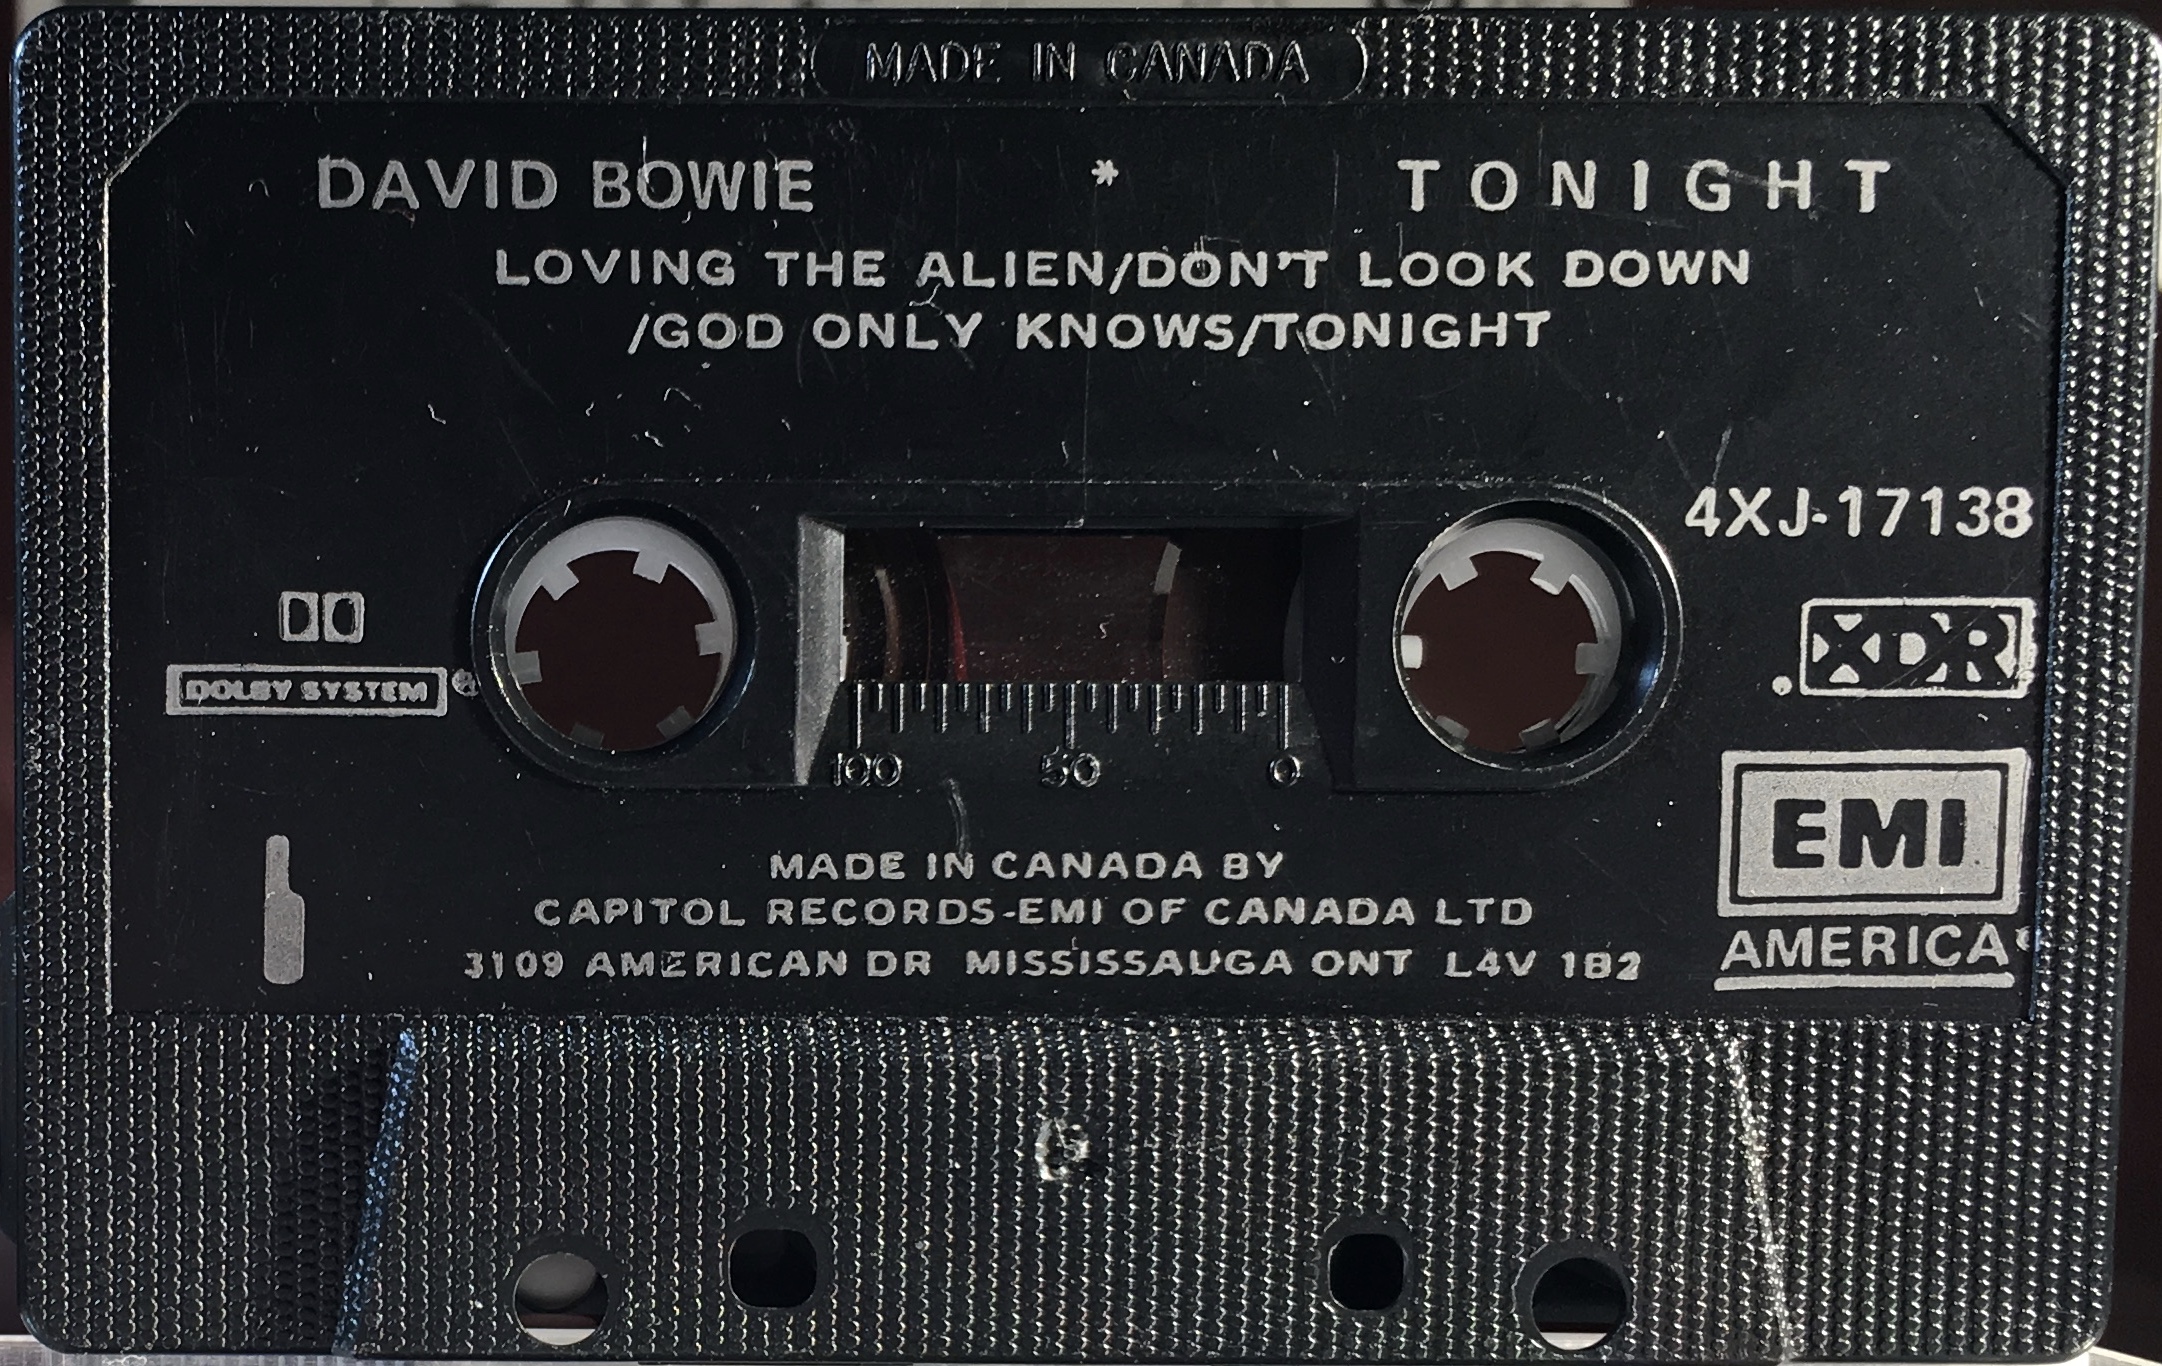 MADE IN CANADA
DAVID BOWIE * TONIGHT
LOVING THE ALIEN/DON'T LOOK DOWN
/GOD ONLY KNOWS/TONIGHT
4XJ-17138
DOLBY SYSTEM ®
XDR
100 50 0
EMI
AMERICA
1
MADE IN CANADA BY
CAPITOL RECORDS-EMI OF CANADA LTD
3109 AMERICAN DR MISSISSAUGA ONT L4V 1B2